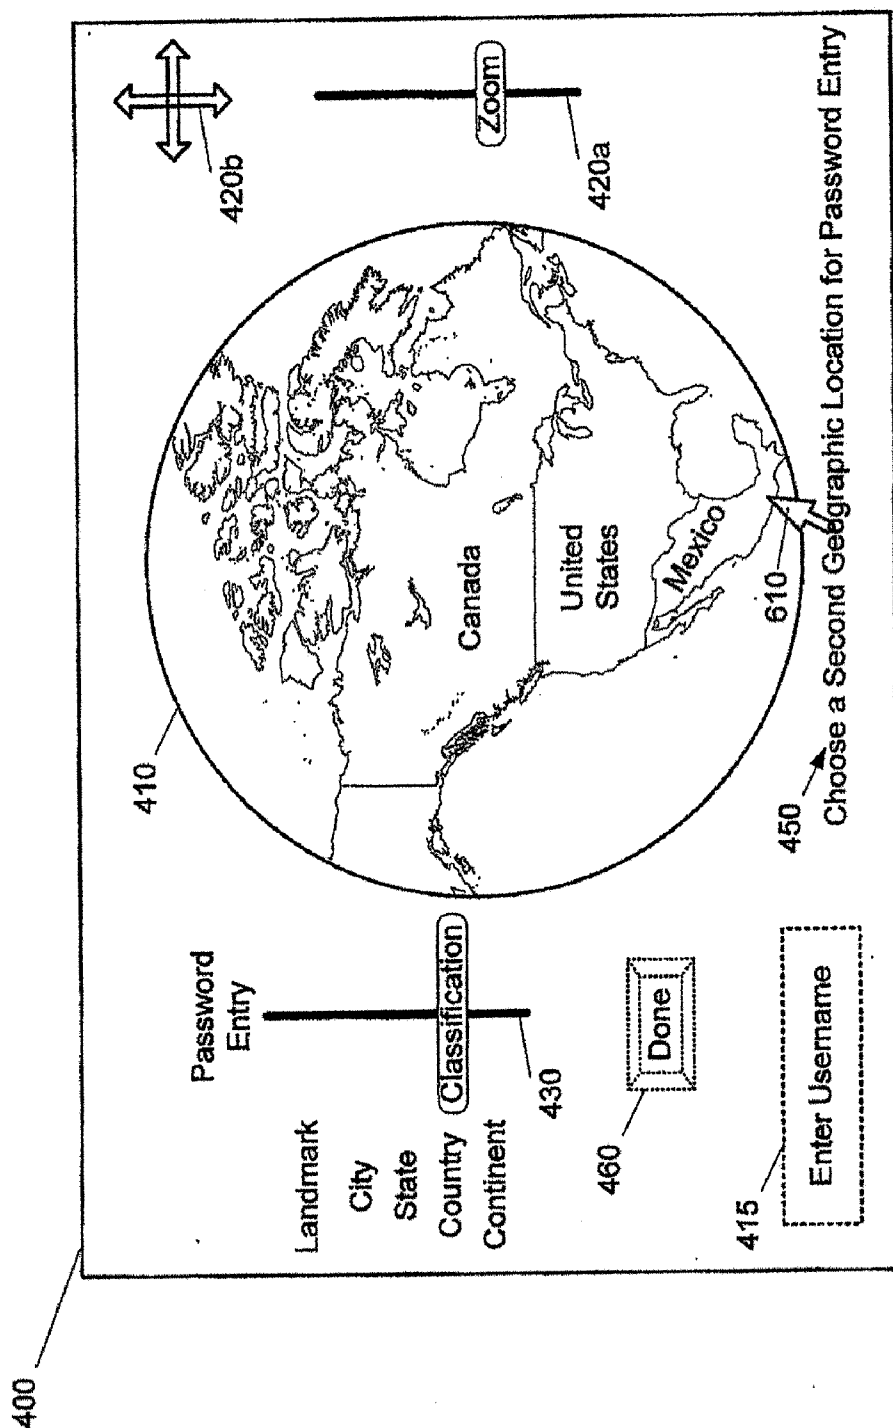 400
Password
Entry
Landmark
City
State
Country
Continent
Classification
430
460
Done
415
Enter Username
410
Canada
United
States
Mexico
610
450
Choose a Second Geographic Location for Password Entry
420b
Zoom
420a